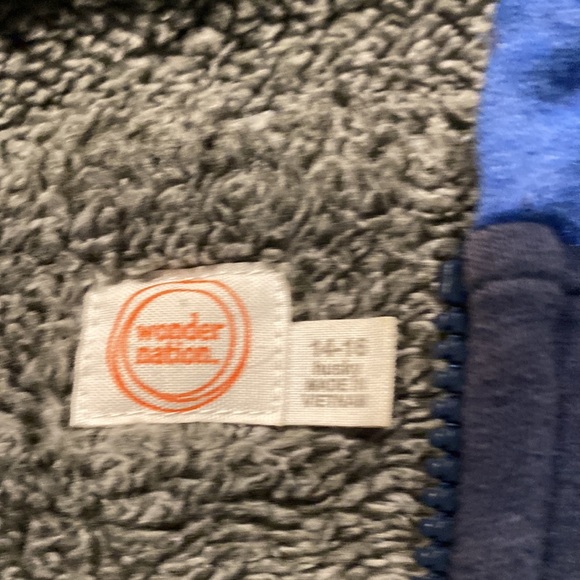 wonder
nation.
14-16
husky
MADE IN
VIETNAM